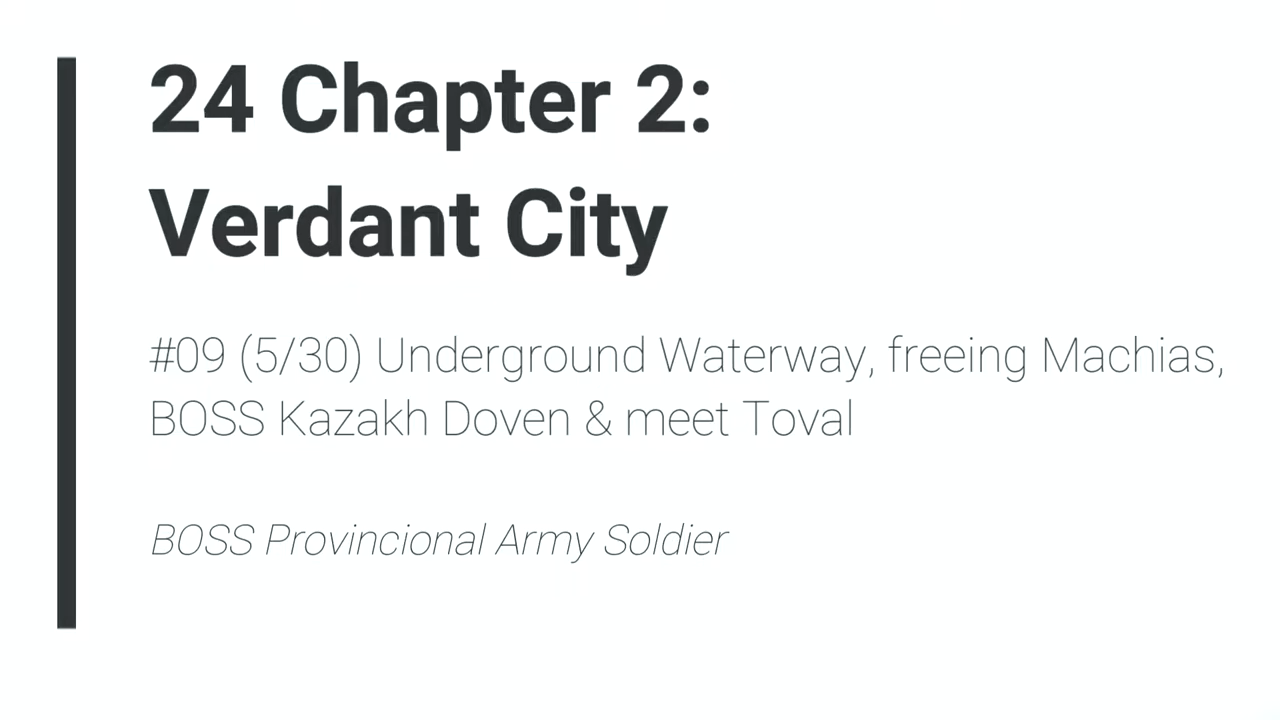 24 Chapter 2:
Verdant City
#09 (5/30) Underground Waterway, freeing Machias,
BOSS Kazakh Doven & meet Toval
BOSS Provincional Army Soldier